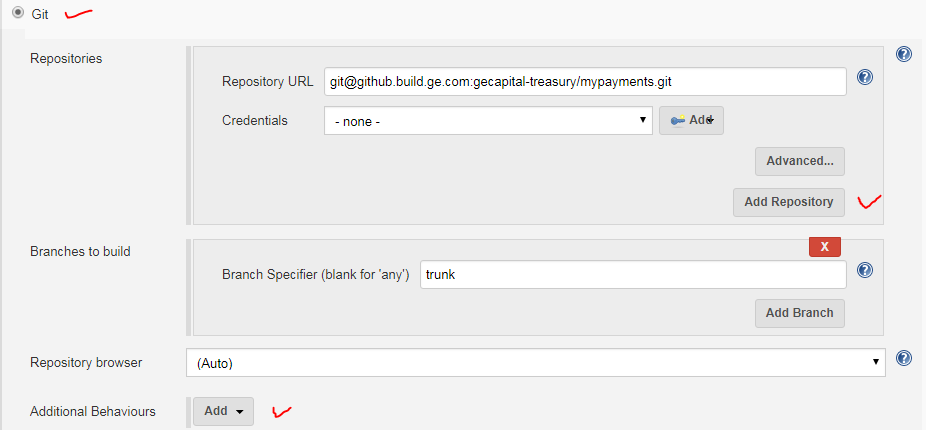 Git
Repositories
Repository URL git@github.build.ge.com:gecapital-treasury/mypayments.git
Credentials - none - Add
Advanced...
Add Repository
Branches to build
X
Branch Specifier (blank for 'any') trunk
Add Branch
Repository browser (Auto)
Additional Behaviours Add